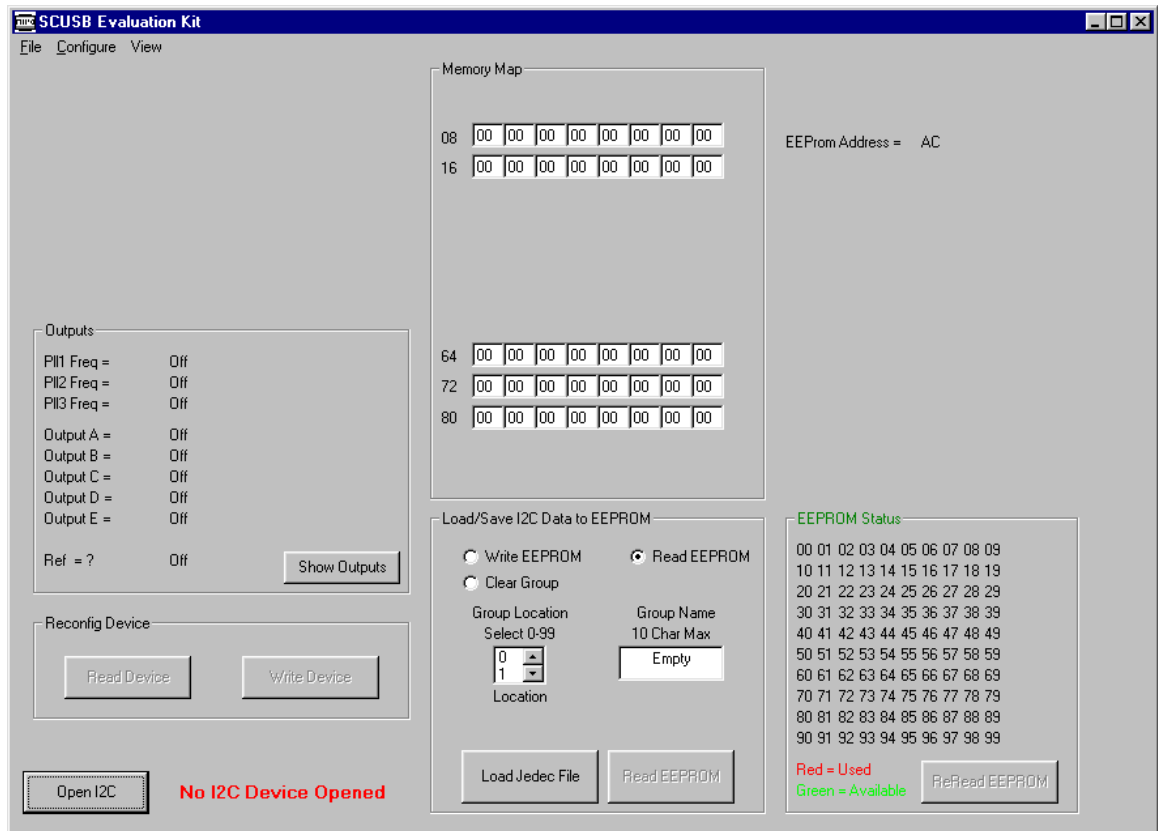 SCUSB Evaluation Kit
File Configure View
Memory Map
08 00 00 00 00 00 00 00 00
16 00 00 00 00 00 00 00 00
64 00 00 00 00 00 00 00 00
72 00 00 00 00 00 00 00 00
80 00 00 00 00 00 00 00 00
EEProm Address = AC
Outputs
Pll1 Freq = Off
Pll2 Freq = Off
Pll3 Freq = Off
Output A = Off
Output B = Off
Output C = Off
Output D = Off
Output E = Off
Ref = ? Off
Show Outputs
Reconfig Device
Read Device Write Device
Open I2C
No I2C Device Opened
Load/Save I2C Data to EEPROM
Write EEPROM Read EEPROM
Clear Group
Group Location
Select 0-99
0
1
Location
Group Name
10 Char Max
Empty
Load Jedec File Read EEPROM
EEPROM Status
00 01 02 03 04 05 06 07 08 09
10 11 12 13 14 15 16 17 18 19
20 21 22 23 24 25 26 27 28 29
30 31 32 33 34 35 36 37 38 39
40 41 42 43 44 45 46 47 48 49
50 51 52 53 54 55 56 57 58 59
60 61 62 63 64 65 66 67 68 69
70 71 72 73 74 75 76 77 78 79
80 81 82 83 84 85 86 87 88 89
90 91 92 93 94 95 96 97 98 99
Red = Used
Green = Available
ReRead EEPROM